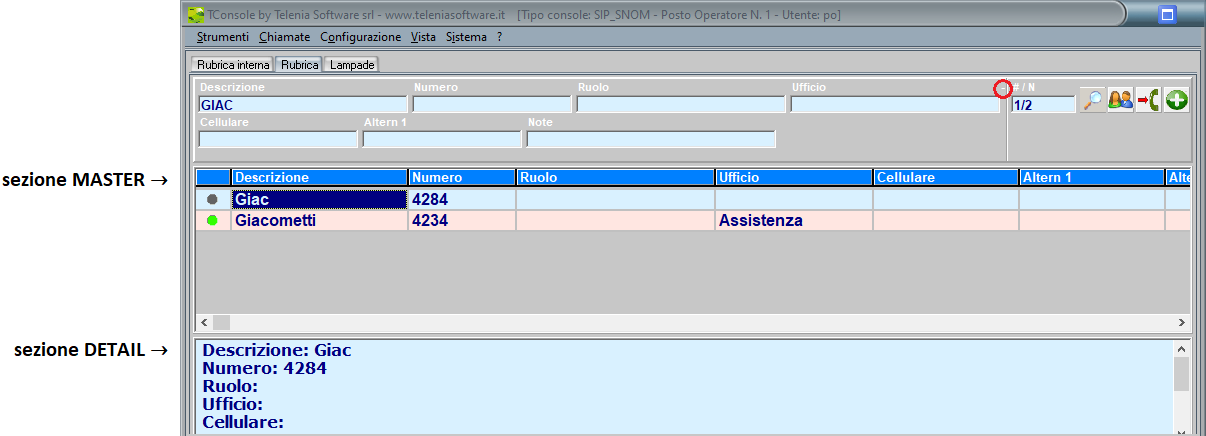 TConsole by Telenia Software srl - www.teleniasoftware.it [Tipo console: SIP_SNOM - Posto Operatore N. 1 - Utente: po]
Strumenti Chiamate Configurazione Vista Sistema ?
Rubrica interna Rubrica Lampade
Descrizione Numero Ruolo Ufficio - # / N
GIAC 1/2
Cellulare Altern 1 Note
sezione MASTER →
Descrizione Numero Ruolo Ufficio Cellulare Altern 1 Alte
Giac 4284
Giacometti 4234 Assistenza
sezione DETAIL →
Descrizione: Giac
Numero: 4284
Ruolo:
Ufficio:
Cellulare: